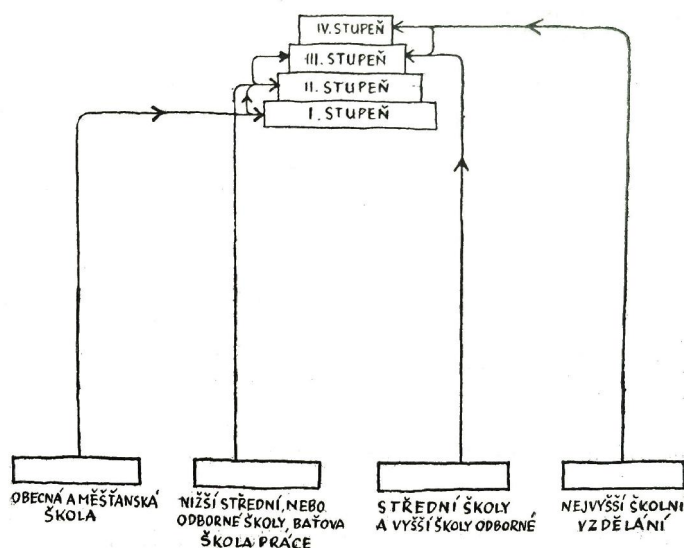 IV. STUPEŇ
III. STUPEŇ
II. STUPEŇ
I. STUPEŇ
OBECNÁ A MĚŠŤANSKÁ
ŠKOLA
NIŽŠÍ STŘEDNÍ, NEBO
ODBORNÉ ŠKOLY, BAŤOVA
ŠKOLA PRÁCE
STŘEDNÍ ŠKOLY
A VYŠŠÍ ŠKOLY ODBORNÉ
NEJVYŠŠÍ ŠKOLNI
VZDĚLÁNÍ